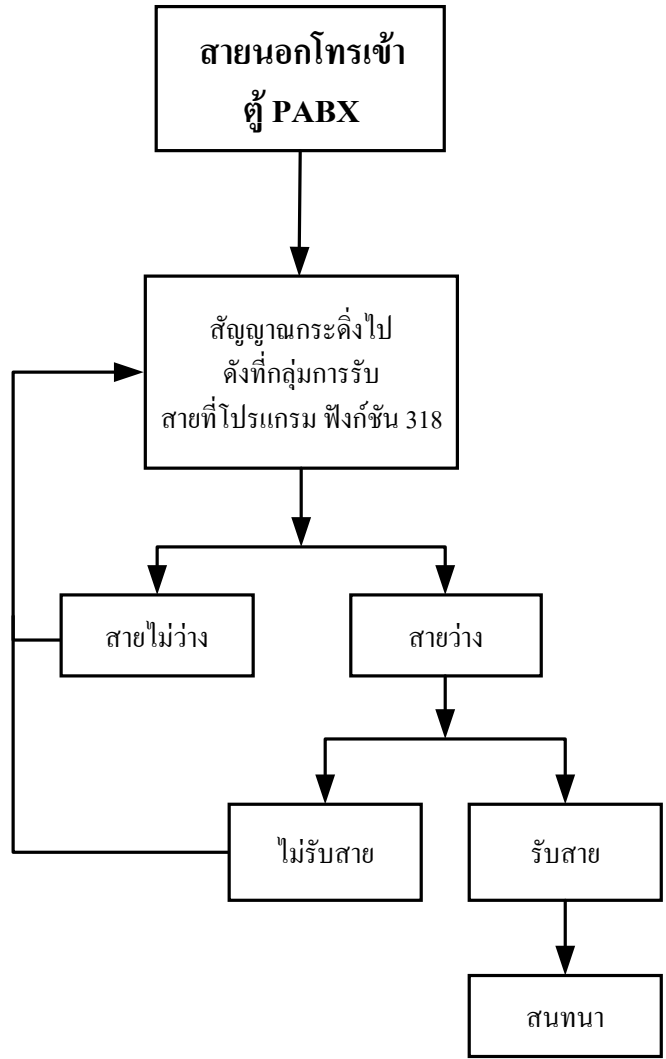 สายนอกโทรเข้า
ตู้ PABX
สัญญาณกระดิ่งไป
ดังที่กลุ่มการรับ
สายที่โปรแกรม ฟังก์ชัน 318
สายไม่ว่าง
สายว่าง
ไม่รับสาย
รับสาย
สนทนา